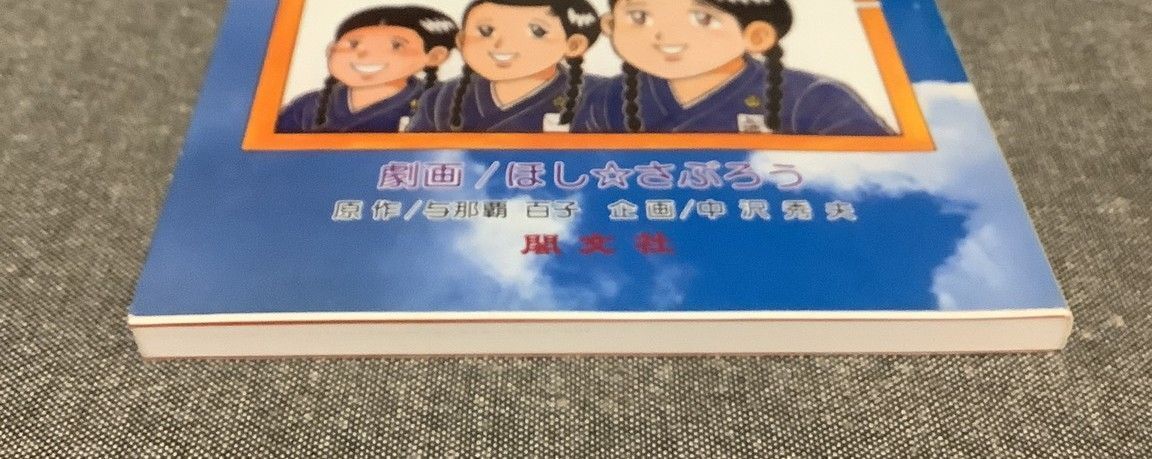 劇画/ほし☆さぶろう
原作/与那覇 百子 企画/中沢秀夫
閣文社